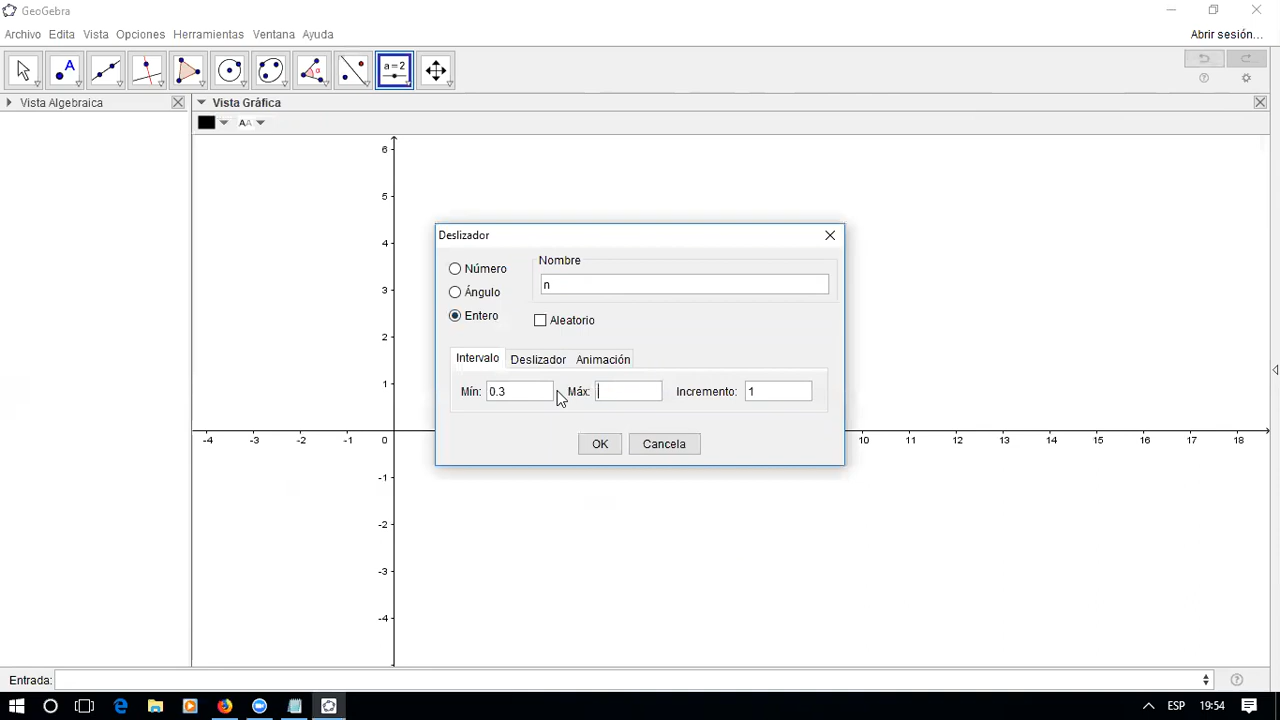 GeoGebra
Archivo Edita Vista Opciones Herramientas Ventana Ayuda
Abrir sesión...
A
a = 2
Vista Algebraica
Vista Gráfica
AA
Deslizador
Número
Ángulo
Entero
Nombre
n
Aleatorio
Intervalo Deslizador Animación
Mín: 0.3 Máx: Incremento: 1
OK Cancela
6
5
4
3
2
1
0
-1
-2
-3
-4
-4 -3 -2 -1 10 11 12 13 14 15 16 17 18
Entrada:
ESP 19:54